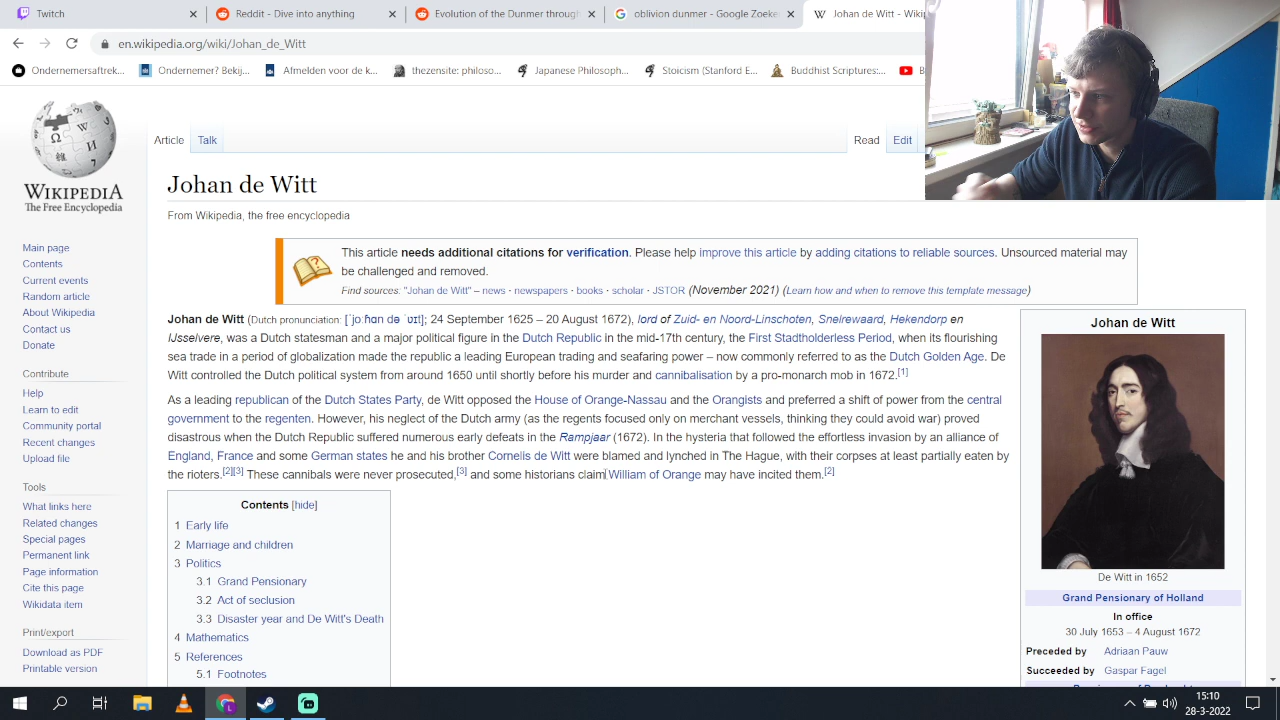 Twitch
Reddit - Dive into anything
Evolution of the Dunmer through
oblivion dunmer - Google Zoeke
Johan de Witt - Wiki
en.wikipedia.org/wiki/Johan_de_Witt
Ondernemersaftrek...
Ondernemer? Bekij...
Afmelden voor de k...
thezensite: philoso...
Japanese Philosoph...
Stoicism (Stanford E...
Buddhist Scriptures:...
WIKIPEDIA
The Free Encyclopedia
Main page
Contents
Current events
Random article
About Wikipedia
Contact us
Donate
Contribute
Help
Learn to edit
Community portal
Recent changes
Upload file
Tools
What links here
Related changes
Special pages
Permanent link
Page information
Cite this page
Wikidata item
Print/export
Download as PDF
Printable version
Article Talk
Read Edit
Johan de Witt
From Wikipedia, the free encyclopedia
This article needs additional citations for verification. Please help improve this article by adding citations to reliable sources. Unsourced material may
be challenged and removed.
Find sources: "Johan de Witt" – news · newspapers · books · scholar · JSTOR (November 2021) (Learn how and when to remove this template message)
Johan de Witt (Dutch pronunciation: [ˈjoːɦɑn də ˈʋɪt]; 24 September 1625 – 20 August 1672), lord of Zuid- en Noord-Linschoten, Snelrewaard, Hekendorp en
IJsselvere, was a Dutch statesman and a major political figure in the Dutch Republic in the mid-17th century, the First Stadtholderless Period, when its flourishing
sea trade in a period of globalization made the republic a leading European trading and seafaring power – now commonly referred to as the Dutch Golden Age. De
Witt controlled the Dutch political system from around 1650 until shortly before his murder and cannibalisation by a pro-monarch mob in 1672.[1]
As a leading republican of the Dutch States Party, de Witt opposed the House of Orange-Nassau and the Orangists and preferred a shift of power from the central
government to the regenten. However, his neglect of the Dutch army (as the regents focused only on merchant vessels, thinking they could avoid war) proved
disastrous when the Dutch Republic suffered numerous early defeats in the Rampjaar (1672). In the hysteria that followed the effortless invasion by an alliance of
England, France and some German states he and his brother Cornelis de Witt were blamed and lynched in The Hague, with their corpses at least partially eaten by
the rioters.[2][3] These cannibals were never prosecuted,[3] and some historians claim William of Orange may have incited them.[2]
Contents [hide]
1 Early life
2 Marriage and children
3 Politics
3.1 Grand Pensionary
3.2 Act of seclusion
3.3 Disaster year and De Witt's Death
4 Mathematics
5 References
5.1 Footnotes
Johan de Witt
De Witt in 1652
Grand Pensionary of Holland
In office
30 July 1653 – 4 August 1672
Preceded by Adriaan Pauw
Succeeded by Gaspar Fagel
15:10
28-3-2022